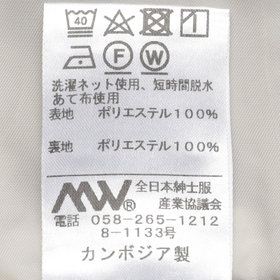 40
F W
洗濯ネット使用、短時間脱水
あて布使用
表地 ポリエステル100%
裏地 ポリエステル100%
MW® 全日本紳士服
産業協議会
電話 058-265-1212
8-1133号
カンボジア製